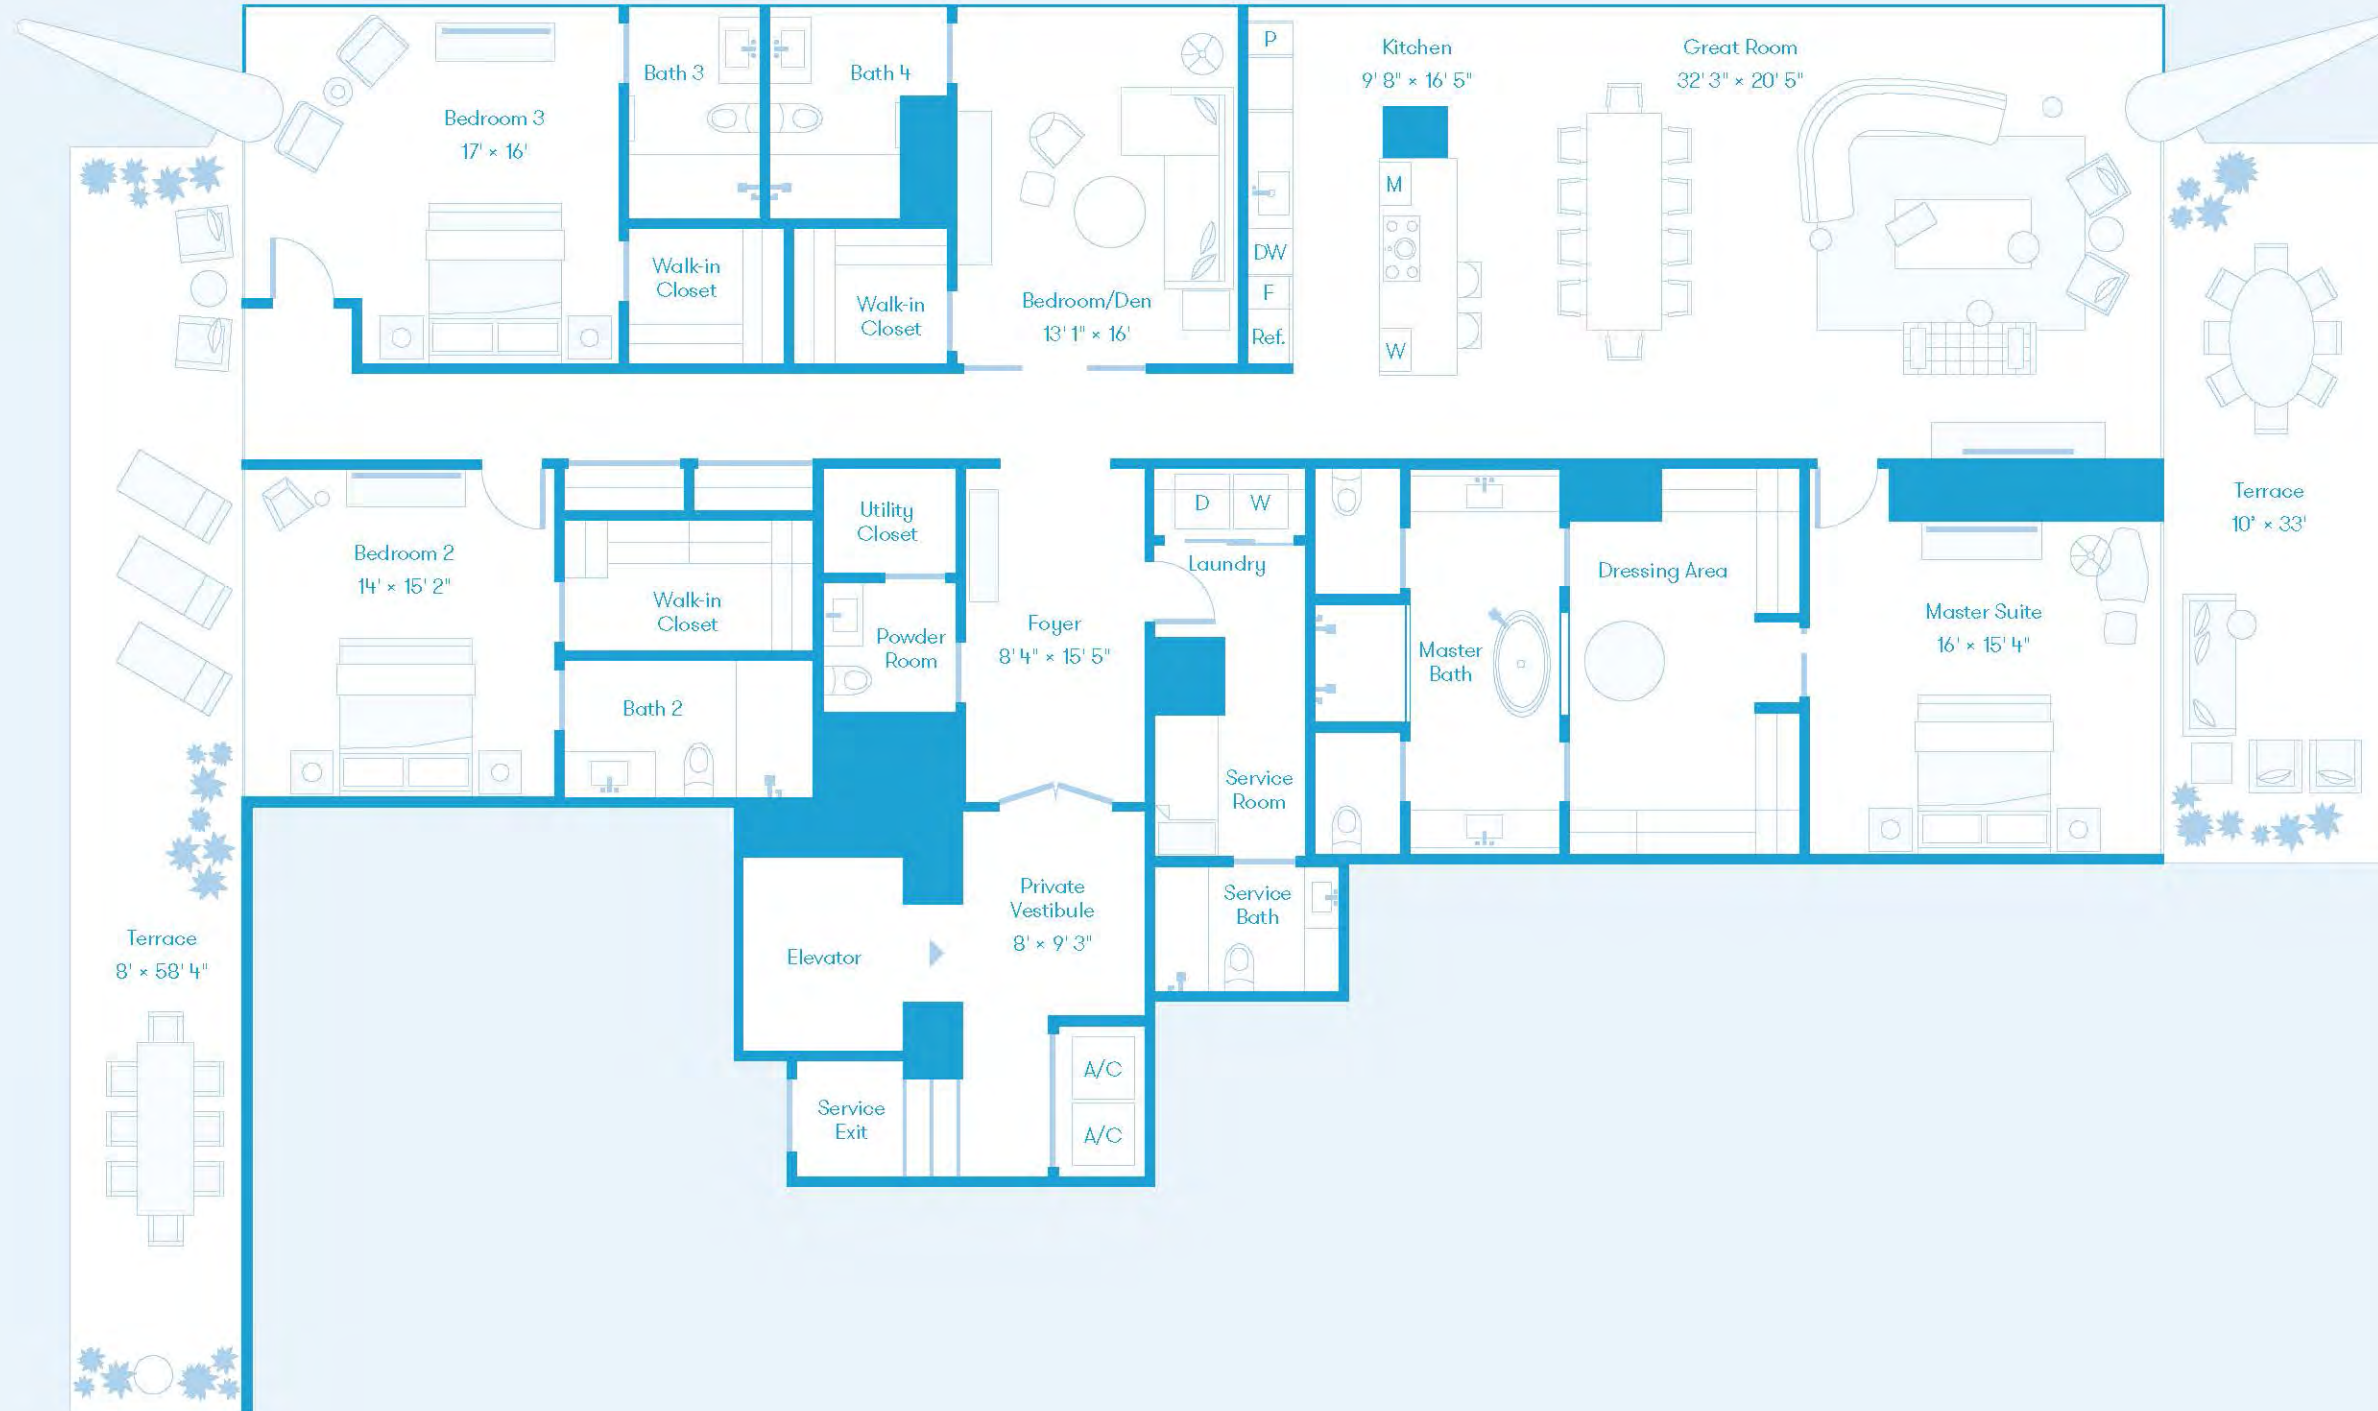 Bath 3
Bath 4
P
Kitchen
9' 8" × 16' 5"
Great Room
32' 3" × 20' 5"
Bedroom 3
17' × 16'
M
Walk-in
Closet
Walk-in
Closet
Bedroom/Den
13' 1" × 16'
DW
F
Ref.
W
Utility
Closet
D
W
Laundry
Terrace
10' × 33'
Bedroom 2
14' × 15' 2"
Walk-in
Closet
Powder
Room
Foyer
8' 4" × 15' 5"
Dressing Area
Master
Bath
Master Suite
16' × 15' 4"
Bath 2
Service
Room
Private
Vestibule
8' × 9' 3"
Service
Bath
Terrace
8' × 58' 4"
Elevator
A/C
Service
Exit
A/C